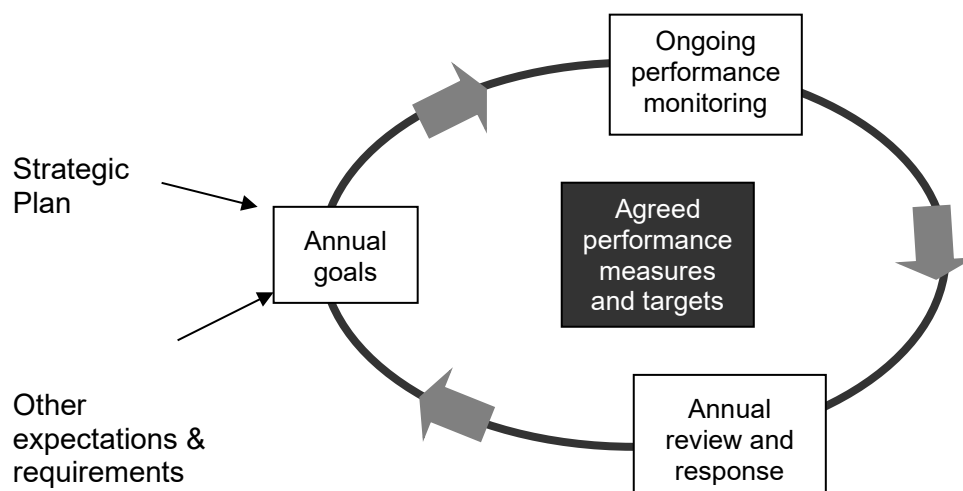 Ongoing
performance
monitoring
Strategic
Plan
Agreed
performance
measures
and targets
Annual
goals
Other
expectations &
requirements
Annual
review and
response